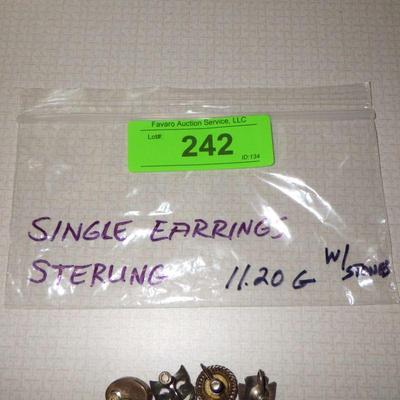 Favaro Auction Service, LLC
Lot#:
242
ID:134
SINGLE EARRINGS
STERLING 11.20 G W/ STONES